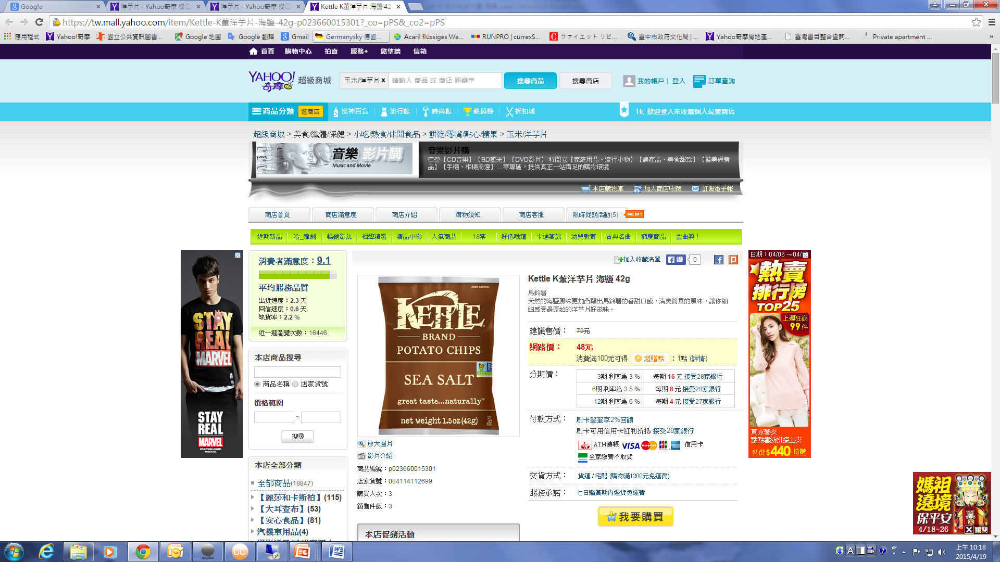 Google
洋芋片 - Yahoo奇摩 搜尋
洋芋片 - Yahoo奇摩 搜尋
Kettle K董洋芋片 海鹽 42
https://tw.mall.yahoo.com/item/Kettle-K董洋芋片-海鹽-42g-p023660015301?_co=pPS&_co2=pPS
應用程式
Yahoo!奇摩
國立公共資訊圖書...
Google 地圖
Google 翻譯
Gmail
Germanysky 德國...
Acaril flüssiges Wa...
RUNPRO | currexS...
クァイエット リビ...
臺中市政府文化局 | ...
Yahoo奇摩房地產...
臺灣書目整合查詢...
Private apartment ...
首頁 購物中心 拍賣 服務+ 慾望牆 信箱
YAHOO!奇摩 超級商城
玉米/洋芋片 x
請輸入 商品 或 商店 關鍵字
搜尋商品
搜尋商店
我的帳戶 | 登入
訂單查詢
商品分類 逛商店
漢神百貨 | 流行館 | 時尚館 | 熱銷榜 | 折扣城
Hi, 歡迎登入來收藏個人最愛商店
超級商城 > 美食/纖體/保健 > 小吃/熟食/休閒食品 > 餅乾/零嘴/點心/糖果 > 玉米/洋芋片
音樂 影片購
Music and Movie
音樂影片購
專營【CD音樂】【BD藍光】【DVD影片】 特開立【家庭用品、流行小物】【農產品、美食甜點】【醫美保養
品】【手機、相機周邊】...等專區，提供真正一站購足的購物環境
本店購物車 加入商店收藏 訂閱電子報
商店首頁 商店滿意度 商店介紹 購物須知 商店客服 限時促銷活動(5) NEW!
近期新品 哈_韓劇 暢銷影集 相聲精選 精品小物 人氣商品 18禁 好低哦這 卡通萬歲 幼兒教育 古典名曲 節慶商品 金曲獎！
STAY
REAL
MARVEL
STAY
REAL
MARVEL
marvel.com
消費者滿意度：9.1
平均服務品質
出貨速度：2.3 天
回信速度：0.6 天
缺貨率：2.2 %
近一週瀏覽次數：16446
本店商品搜尋
商品名稱 店家貨號
價格範圍
~
搜尋
本店全部分類
全部商品(18847)
【麗莎和卡斯柏】(115)
【大耳查布】(53)
【安心食品】(81)
汽機車用品(4)
加入收藏清單
讚 0
BEST BEFORE:
KETTLE
BRAND
POTATO CHIPS
SEA SALT
great taste...naturally™
net weight 1.5oz(42g)
放大圖片
影片介紹
商品編號：p023660015301
店家貨號：084114112699
購買人次：3
銷售件數：3
本店促銷活動
Kettle K董洋芋片 海鹽 42g
馬鈴薯
天然的海鹽風味更加凸顯出馬鈴薯的香甜口感，清爽簡單的風味，讓你細
細感受最原始的洋芋片好滋味。
建議售價： 79元
網路價： 48元
消費滿100元可得 超贈點 ：1點 (詳情)
分期價：
3期 利率為 3 % 每期 16 元 接受28家銀行
6期 利率為 3.5 % 每期 8 元 接受28家銀行
12期 利率為 6 % 每期 4 元 接受27家銀行
付款方式： 刷卡筆筆享2%回饋
刷卡可用信用卡紅利折抵 接受20家銀行
ATM轉帳 VISA MasterCard JCB 信用卡
全家繳費不取貨
交貨方式： 貨運 / 宅配 (購物滿1200元免運費)
服務承諾： 七日鑑賞期內退貨免運費
我要購買
日期：04/06 ～04/
熱賣
排行榜
TOP25
上週狂銷
99 件
東京著衣
點點雪紡拼接上衣
特價$440 搶購
媽祖
遶境
保平安
4/18-26
關閉
spydus
CC
上午 10:18
2015/4/19